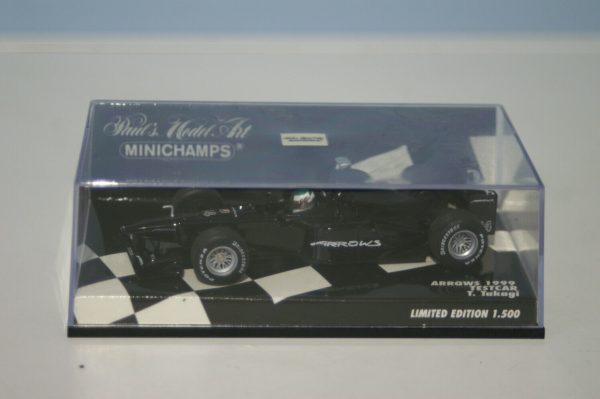 Paul's Model Art
MINICHAMPS®
ARROWS
ARROWS 1999
TESTCAR
T. Takagi
LIMITED EDITION 1.500